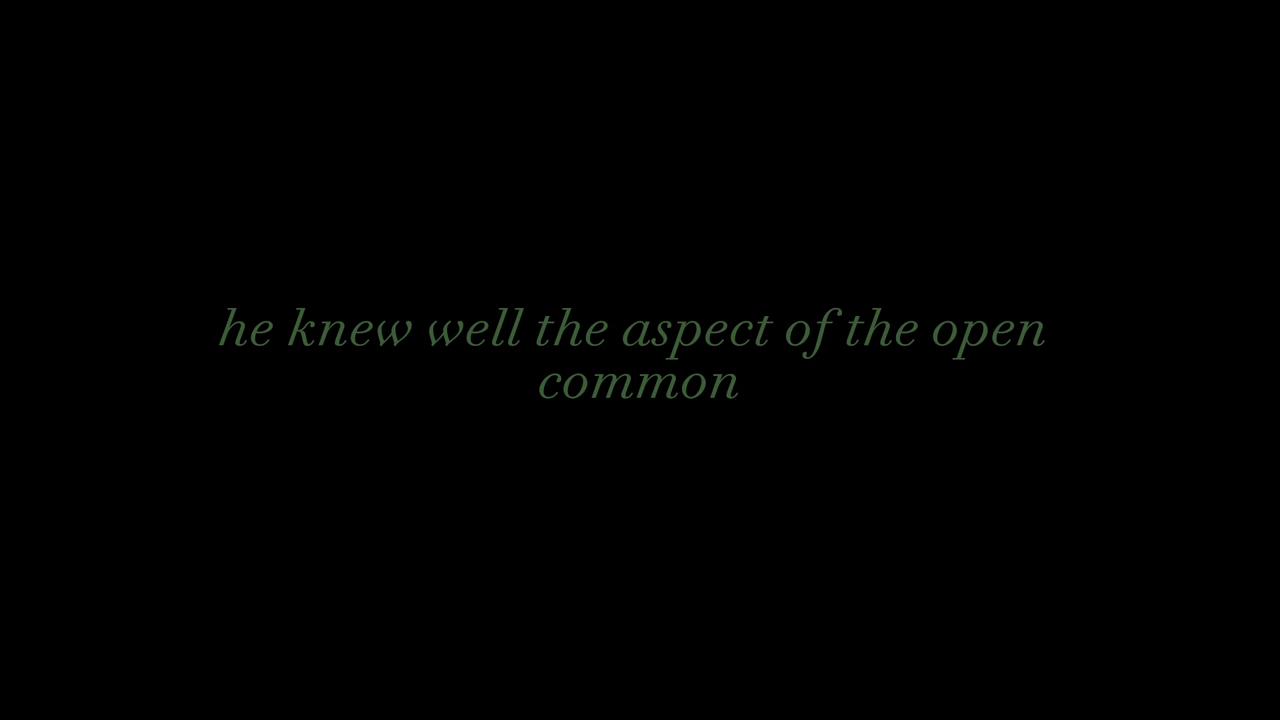 he knew well the aspect of the open
common